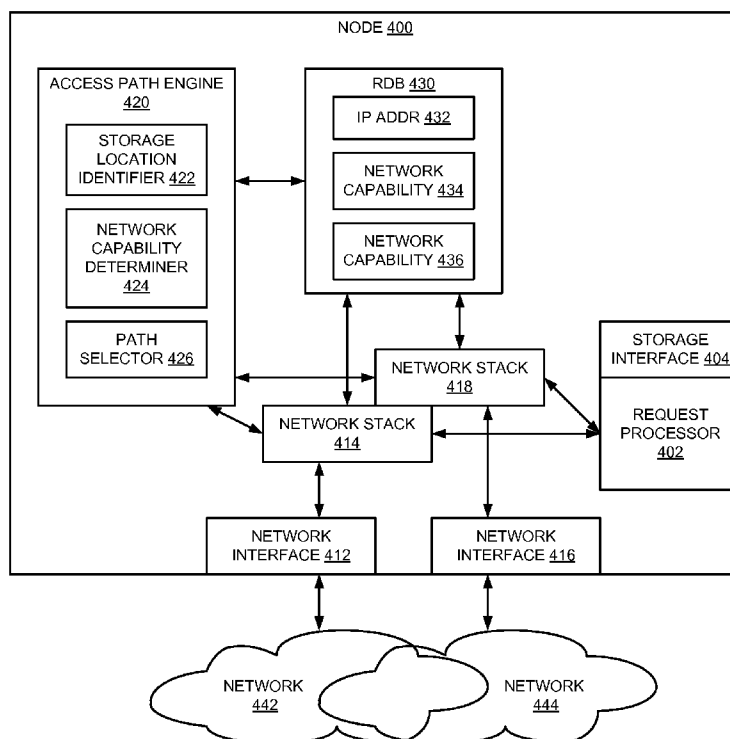 NODE 400
ACCESS PATH ENGINE
420
STORAGE
LOCATION
IDENTIFIER 422
NETWORK
CAPABILITY
DETERMINER
424
PATH
SELECTOR 426
RDB 430
IP ADDR 432
NETWORK
CAPABILITY 434
NETWORK
CAPABILITY 436
NETWORK STACK
418
NETWORK STACK
414
STORAGE
INTERFACE 404
REQUEST
PROCESSOR
402
NETWORK
INTERFACE 412
NETWORK
INTERFACE 416
NETWORK
442
NETWORK
444